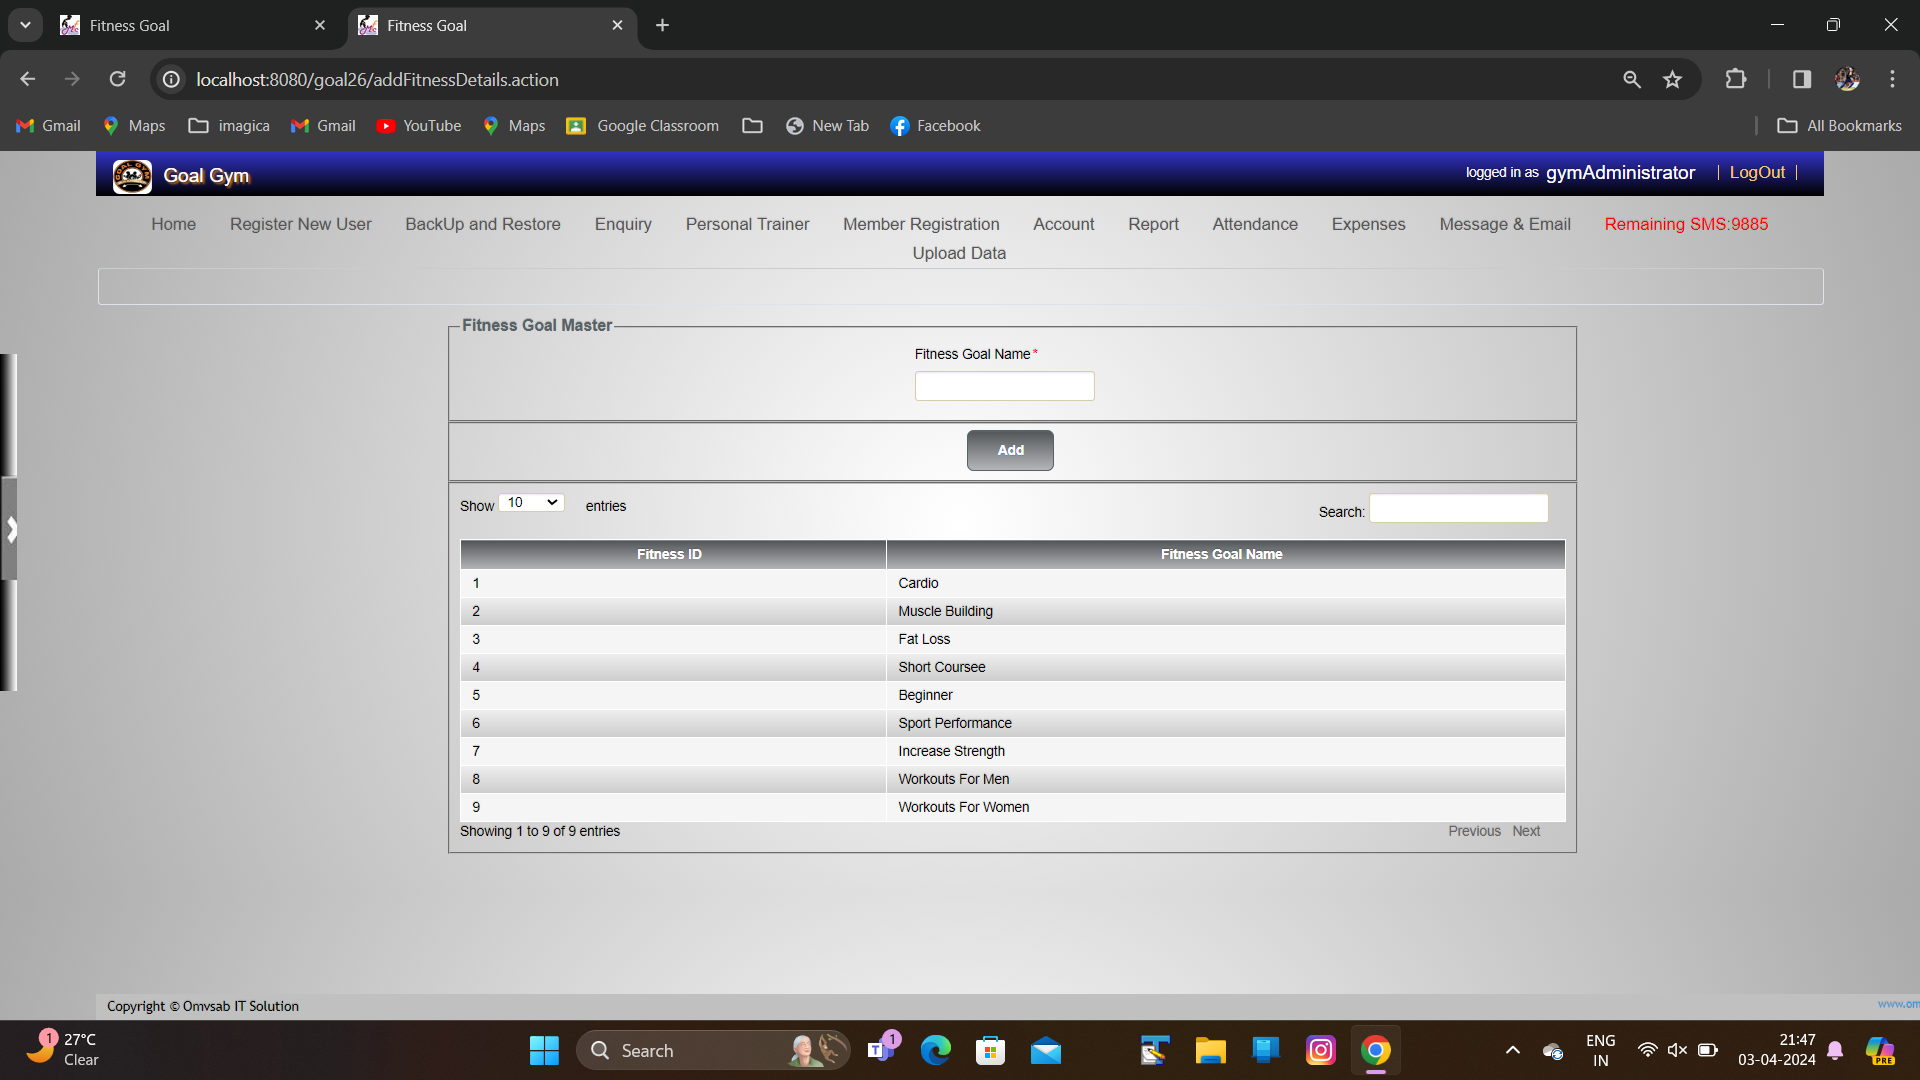 Fitness Goal
Fitness Goal
localhost:8080/goal26/addFitnessDetails.action
Gmail Maps imagica Gmail YouTube Maps Google Classroom New Tab Facebook All Bookmarks
Goal Gym
logged in as gymAdministrator | LogOut |
Home Register New User BackUp and Restore Enquiry Personal Trainer Member Registration Account Report Attendance Expenses Message & Email Remaining SMS:9885
Upload Data
Fitness Goal Master
Fitness Goal Name*
Add
Show 10 entries
Search:
Fitness ID Fitness Goal Name
1 Cardio
2 Muscle Building
3 Fat Loss
4 Short Coursee
5 Beginner
6 Sport Performance
7 Increase Strength
8 Workouts For Men
9 Workouts For Women
Showing 1 to 9 of 9 entries
Previous Next
Copyright © Omvsab IT Solution
www.om
1
27°C
Clear
Search
1
ENG
IN
21:47
03-04-2024
PRE